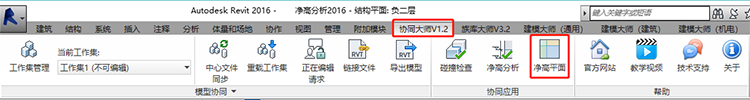 Autodesk Revit 2016 - 净高分析2016 - 结构平面: 负二层
键入关键字或短语
建筑 结构 系统 插入 注释 分析 体量和场地 协作 视图 管理 附加模块 协同大师V1.2 族库大师V3.2 建模大师（通用） 建模大师（建筑） 建模大师（机电）
工作集管理
当前工作集:
工作集1 (不可编辑)
中心文件同步 重载工作集 正在编辑请求 链接文件 导出模型 碰撞检查 净高分析 净高平面 官方网站 教学视频 技术支持 关于
模型协同 协同应用 帮助